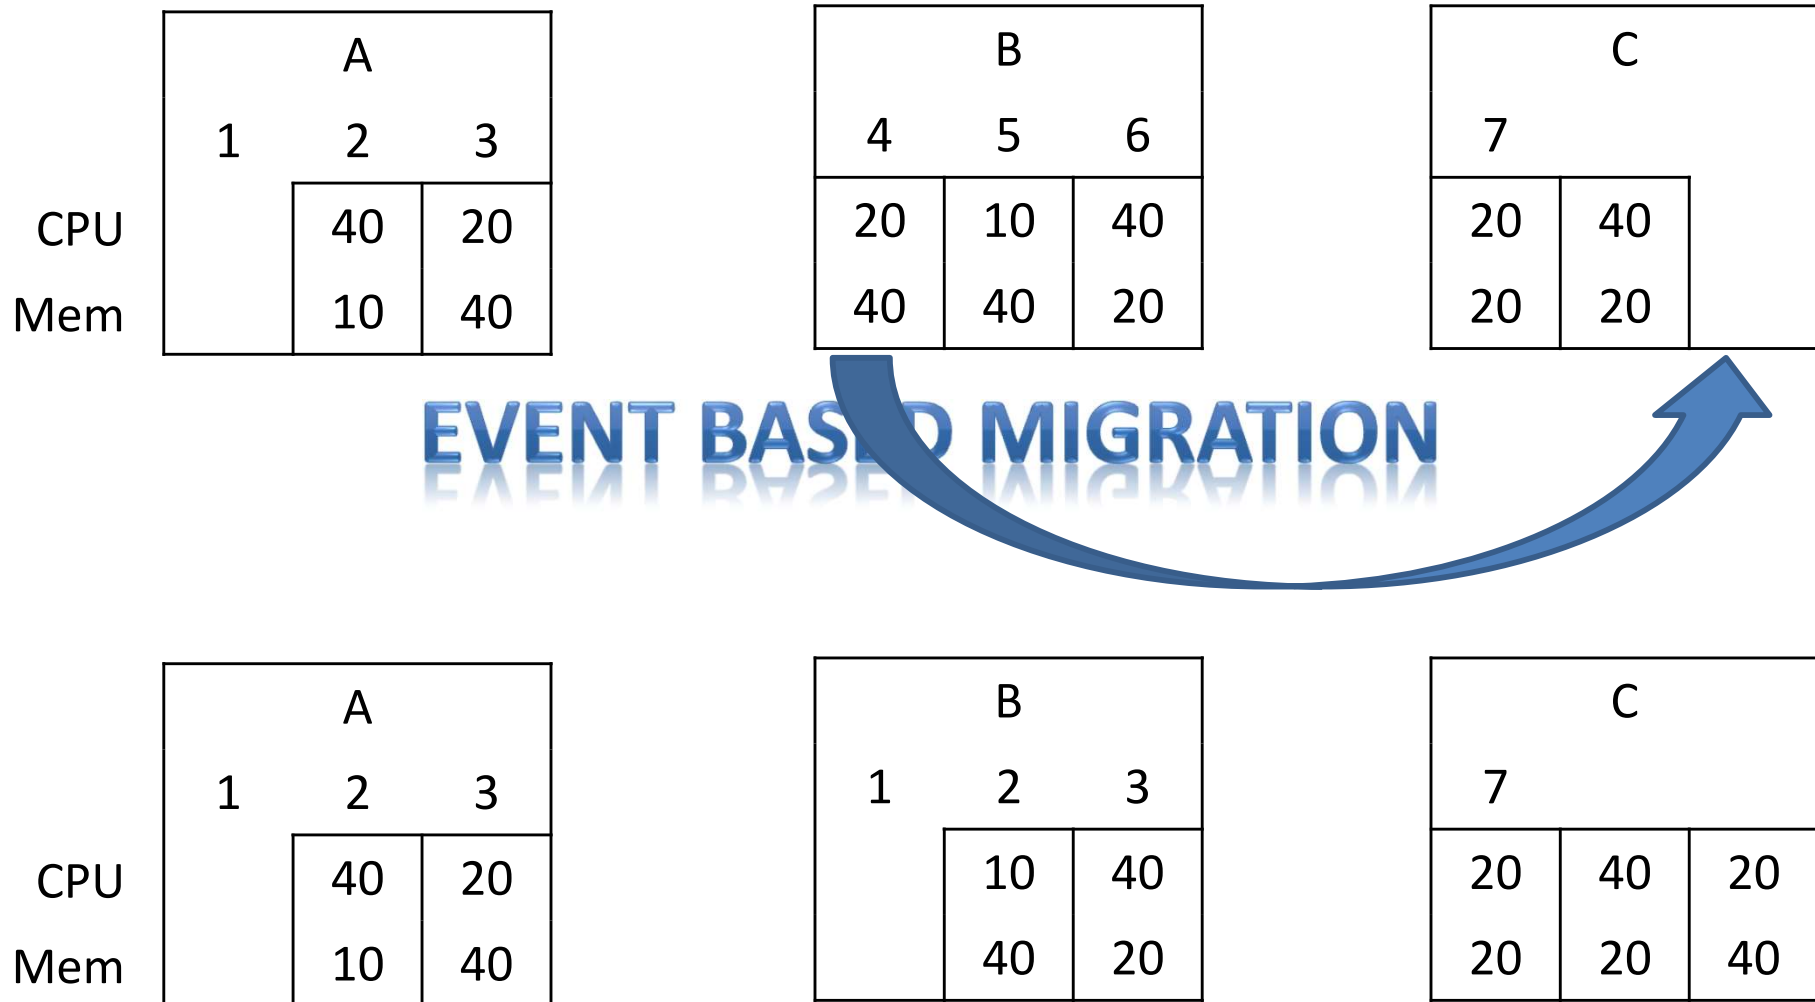 A B C
1 2 3 4 5 6 7
CPU 40 20 20 10 40 20 40
Mem 10 40 40 40 20 20 20
EVENT BASED MIGRATION
A B C
1 2 3 1 2 3 7
CPU 40 20 10 40 20 40 20
Mem 10 40 40 20 20 20 40